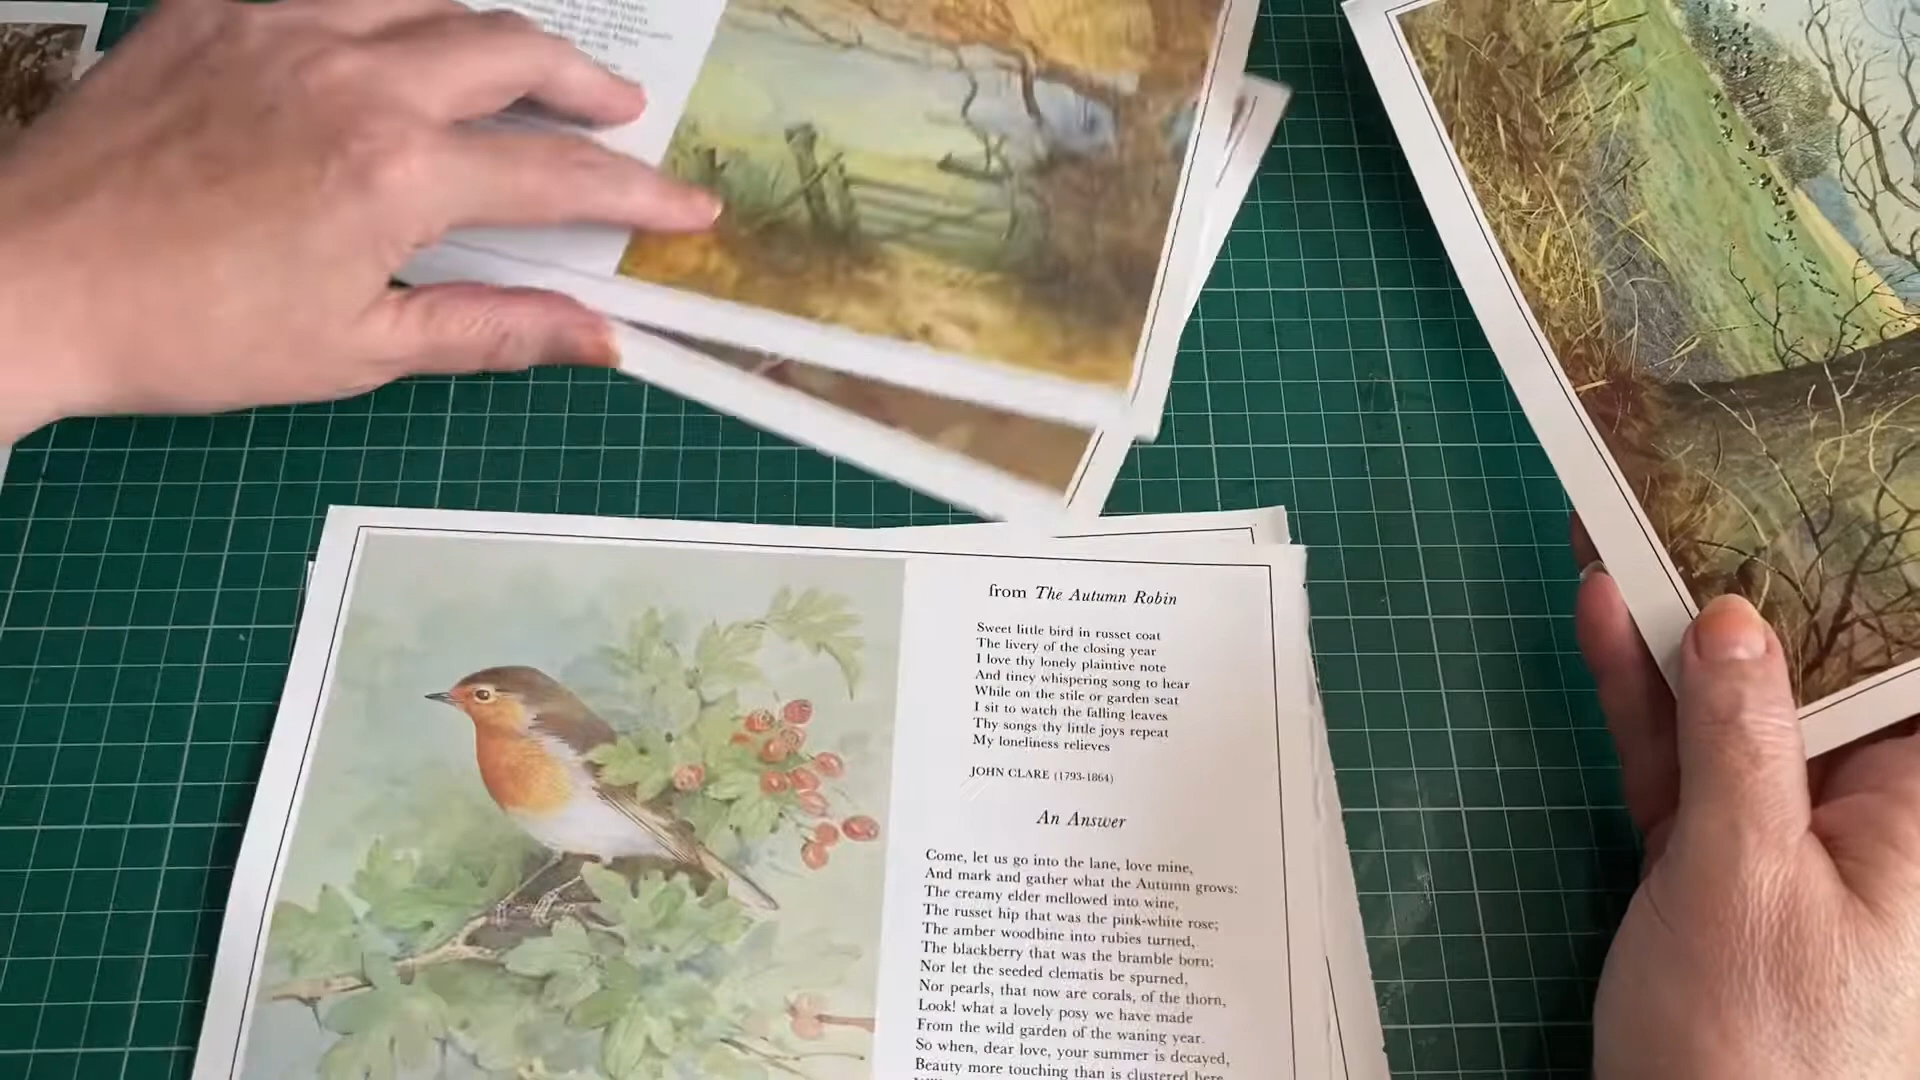 from The Autumn Robin
Sweet little bird in russet coat
The livery of the closing year
I love thy lonely plaintive note
And tiney whispering song to hear
While on the stile or garden seat
I sit to watch the falling leaves
Thy songs thy little joys repeat
My loneliness relieves
JOHN CLARE (1793-1864)
An Answer
Come, let us go into the lane, love mine,
And mark and gather what the Autumn grows:
The creamy elder mellowed into wine,
The russet hip that was the pink-white rose;
The amber woodbine into rubies turned,
The blackberry that was the bramble born;
Nor let the seeded clematis be spurned,
Nor pearls, that now are corals, of the thorn,
Look! what a lovely posy we have made
From the wild garden of the waning year.
So when, dear love, your summer is decayed,
Beauty more touching than is clustered here